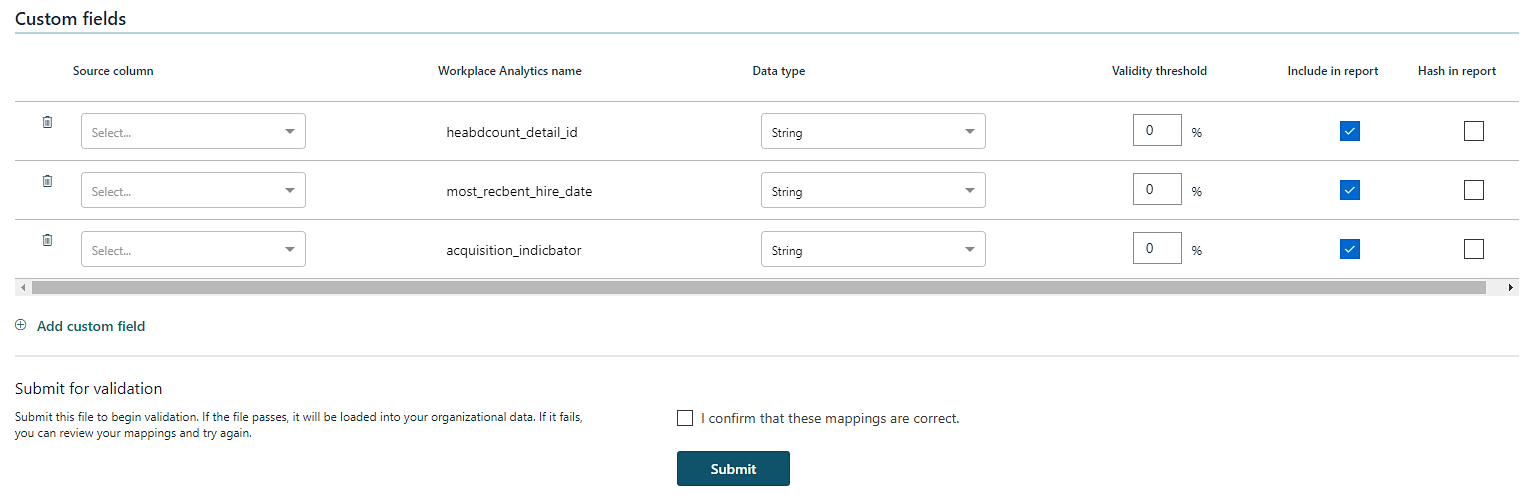 Custom fields
Source column Workplace Analytics name Data type Validity threshold Include in report Hash in report
Select... heabdcount_detail_id String 0 %
Select... most_recbent_hire_date String 0 %
Select... acquisition_indicbator String 0 %
Add custom field
Submit for validation
Submit this file to begin validation. If the file passes, it will be loaded into your organizational data. If it fails,
you can review your mappings and try again.
I confirm that these mappings are correct.
Submit